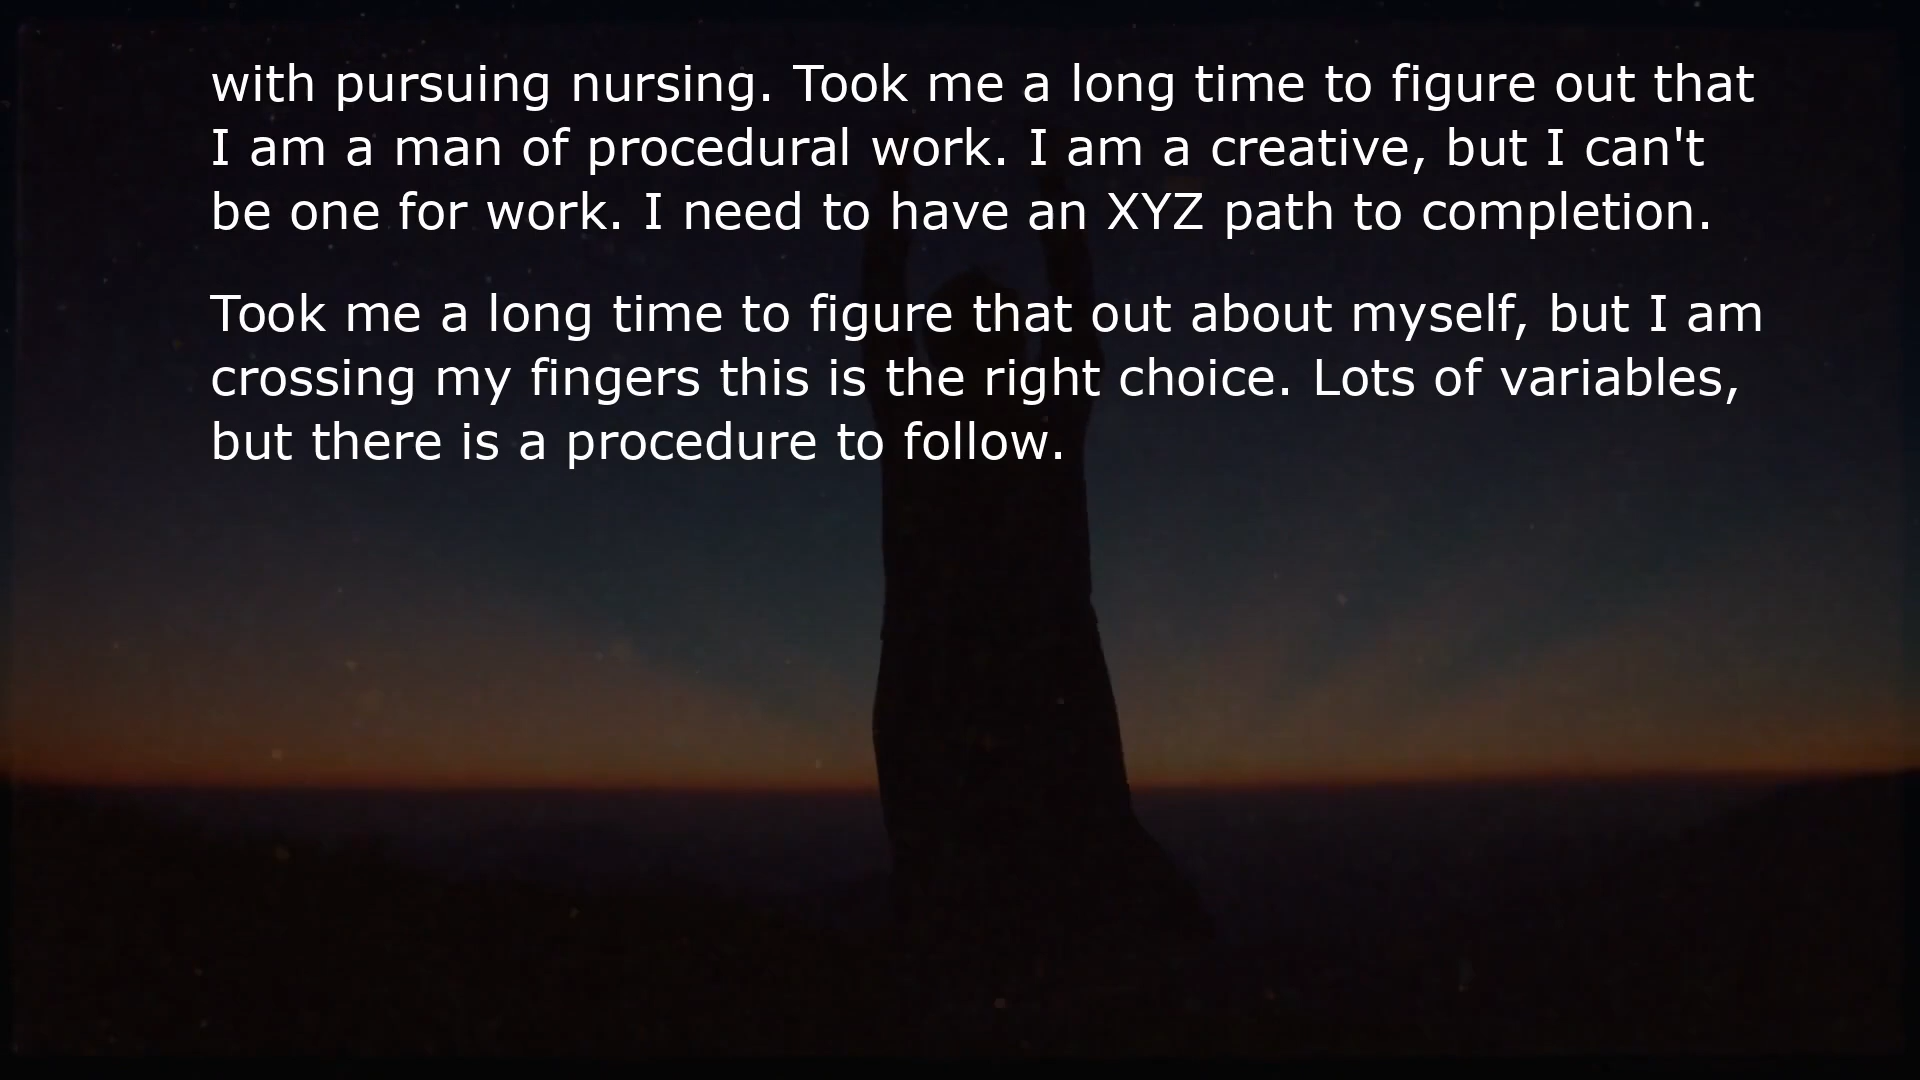 with pursuing nursing. Took me a long time to figure out that
I am a man of procedural work. I am a creative, but I can't
be one for work. I need to have an XYZ path to completion.
Took me a long time to figure that out about myself, but I am
crossing my fingers this is the right choice. Lots of variables,
but there is a procedure to follow.